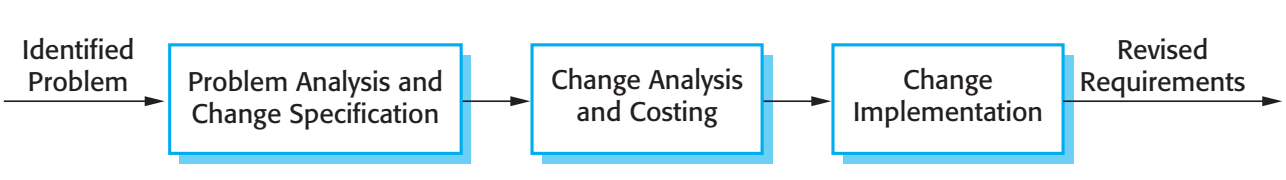 Identified
Problem
Problem Analysis and
Change Specification
Change Analysis
and Costing
Change
Implementation
Revised
Requirements